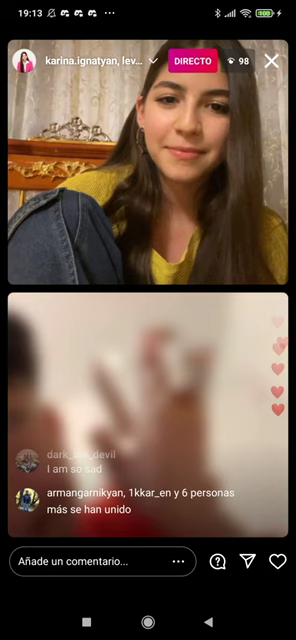 19:13
karina.ignatyan, lev...
DIRECTO
98
I am so sad
armangarnikyan, 1kkar_en y 6 personas
más se han unido
Añade un comentario...